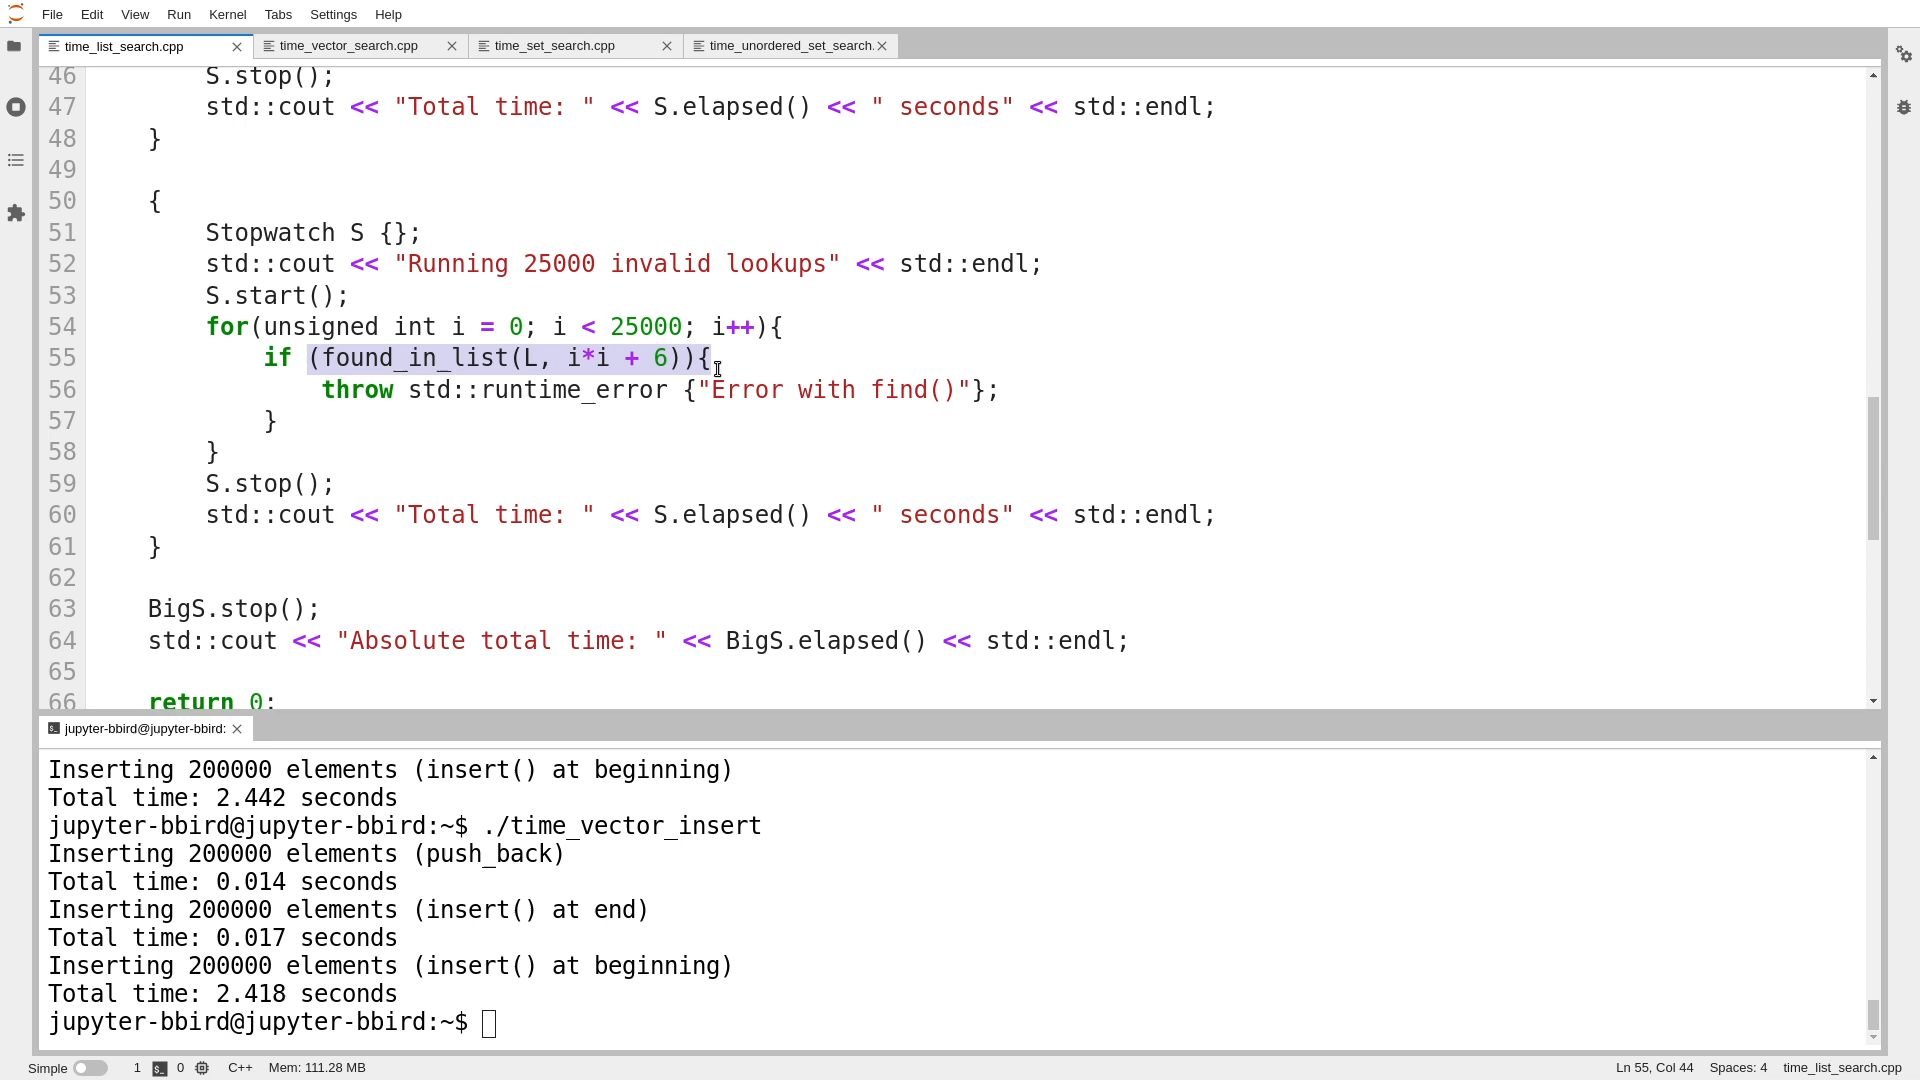 File Edit View Run Kernel Tabs Settings Help
time_list_search.cpp time_vector_search.cpp time_set_search.cpp time_unordered_set_search.
46         S.stop();
47         std::cout << "Total time: " << S.elapsed() << " seconds" << std::endl;
48     }
49
50     {
51         Stopwatch S {};
52         std::cout << "Running 25000 invalid lookups" << std::endl;
53         S.start();
54         for(unsigned int i = 0; i < 25000; i++){
55             if (found_in_list(L, i*i + 6)){
56                 throw std::runtime_error {"Error with find()"};
57             }
58         }
59         S.stop();
60         std::cout << "Total time: " << S.elapsed() << " seconds" << std::endl;
61     }
62
63     BigS.stop();
64     std::cout << "Absolute total time: " << BigS.elapsed() << std::endl;
65
66     return 0;
jupyter-bbird@jupyter-bbird:
Inserting 200000 elements (insert() at beginning)
Total time: 2.442 seconds
jupyter-bbird@jupyter-bbird:~$ ./time_vector_insert
Inserting 200000 elements (push_back)
Total time: 0.014 seconds
Inserting 200000 elements (insert() at end)
Total time: 0.017 seconds
Inserting 200000 elements (insert() at beginning)
Total time: 2.418 seconds
jupyter-bbird@jupyter-bbird:~$
Simple 1 0 C++ Mem: 111.28 MB Ln 55, Col 44 Spaces: 4 time_list_search.cpp